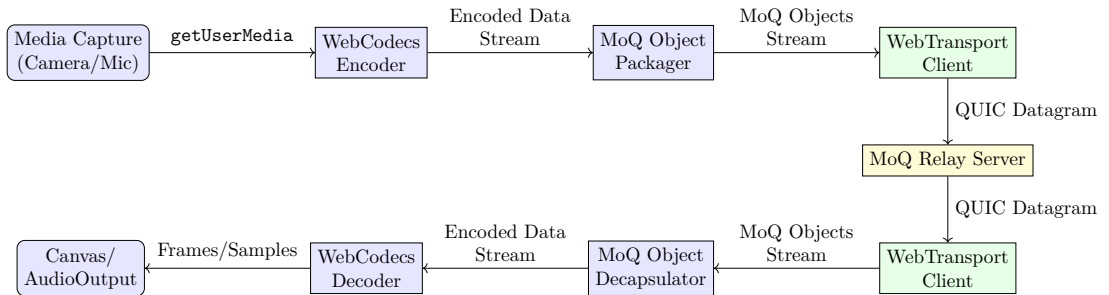 Media Capture
(Camera/Mic)
getUserMedia
WebCodecs
Encoder
Encoded Data
Stream
MoQ Object
Packager
MoQ Objects
Stream
WebTransport
Client
QUIC Datagram
MoQ Relay Server
QUIC Datagram
WebTransport
Client
MoQ Objects
Stream
MoQ Object
Decapsulator
Encoded Data
Stream
WebCodecs
Decoder
Frames/Samples
Canvas/
AudioOutput